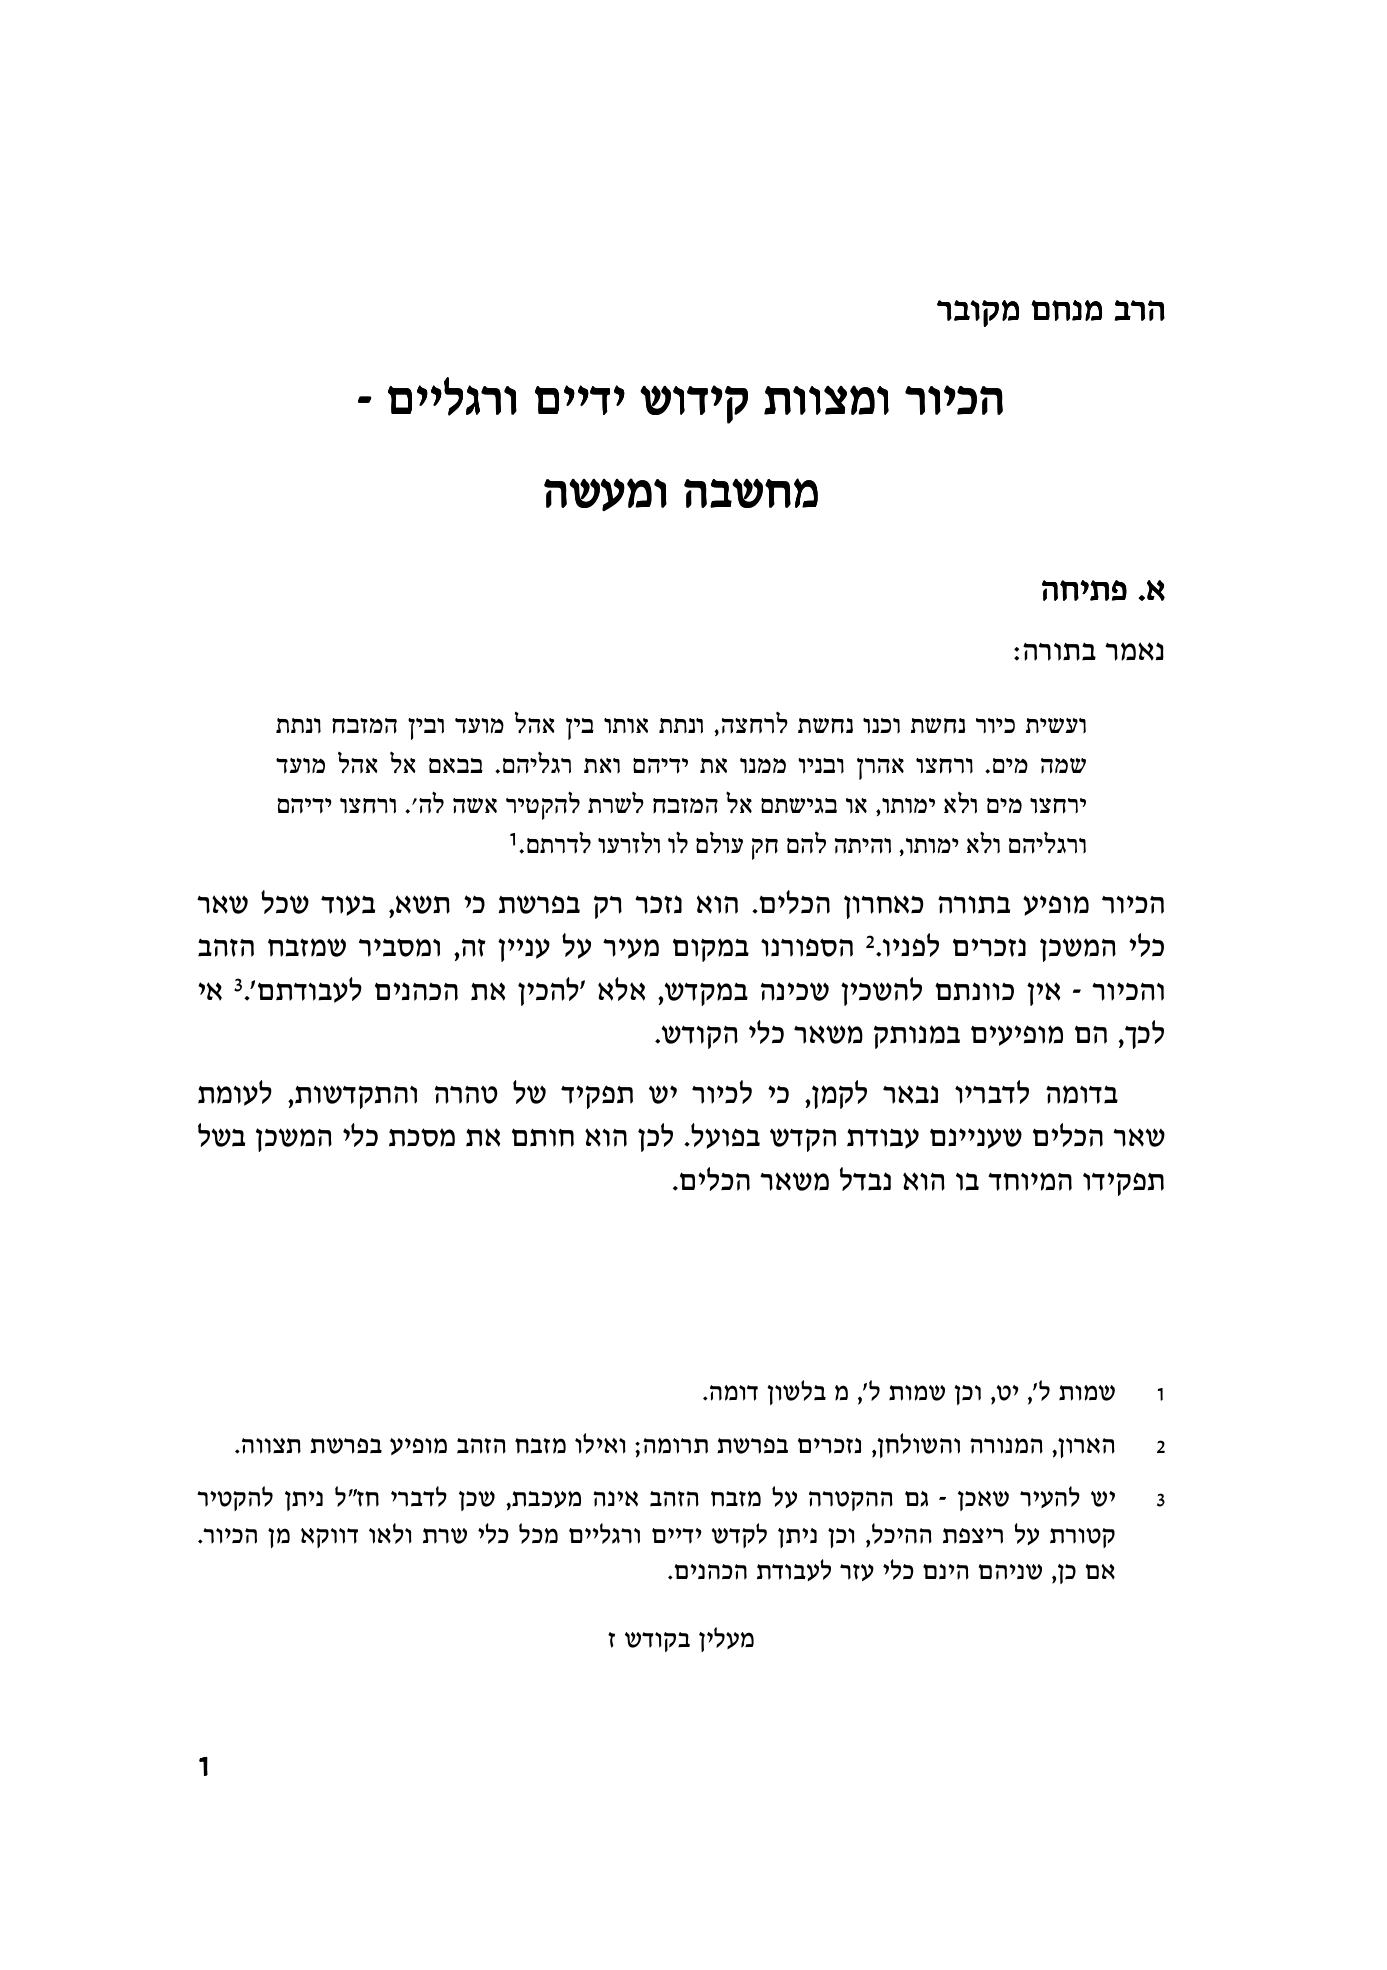 הרב מנחם מקובר
הכיור ומצוות קידוש ידיים ורגליים -
מחשבה ומעשה
א. פתיחה
נאמר בתורה:
ועשית כיור נחשת וכנו נחשת לרחצה, ונתת אותו בין אהל מועד ובין המזבח ונתת
שמה מים. ורחצו אהרן ובניו ממנו את ידיהם ואת רגליהם. בבאם אל אהל מועד
ירחצו מים ולא ימותו, או בגישתם אל המזבח לשרת להקטיר אשה לה׳. ורחצו ידיהם
ורגליהם ולא ימותו, והיתה להם חק עולם לו ולזרעו לדרתם.1
הכיור מופיע בתורה כאחרון הכלים. הוא נזכר רק בפרשת כי תשא, בעוד שכל שאר
כלי המשכן נזכרים לפניו.2 הספורנו במקום מעיר על עניין זה, ומסביר שמזבח הזהב
והכיור - אין כוונתם להשכין שכינה במקדש, אלא ׳להכין את הכהנים לעבודתם׳.3 אי
לכך, הם מופיעים במנותק משאר כלי הקודש.
בדומה לדבריו נבאר לקמן, כי לכיור יש תפקיד של טהרה והתקדשות, לעומת
שאר הכלים שעניינם עבודת הקדש בפועל. לכן הוא חותם את מסכת כלי המשכן בשל
תפקידו המיוחד בו הוא נבדל משאר הכלים.
1 שמות ל׳, יט, וכן שמות ל׳, מ בלשון דומה.
2 הארון, המנורה והשולחן, נזכרים בפרשת תרומה; ואילו מזבח הזהב מופיע בפרשת תצווה.
3 יש להעיר שאכן - גם ההקטרה על מזבח הזהב אינה מעכבת, שכן לדברי חז״ל ניתן להקטיר
קטורת על ריצפת ההיכל, וכן ניתן לקדש ידיים ורגליים מכל כלי שרת ולאו דווקא מן הכיור.
אם כן, שניהם הינם כלי עזר לעבודת הכהנים.
מעלין בקודש ז
1